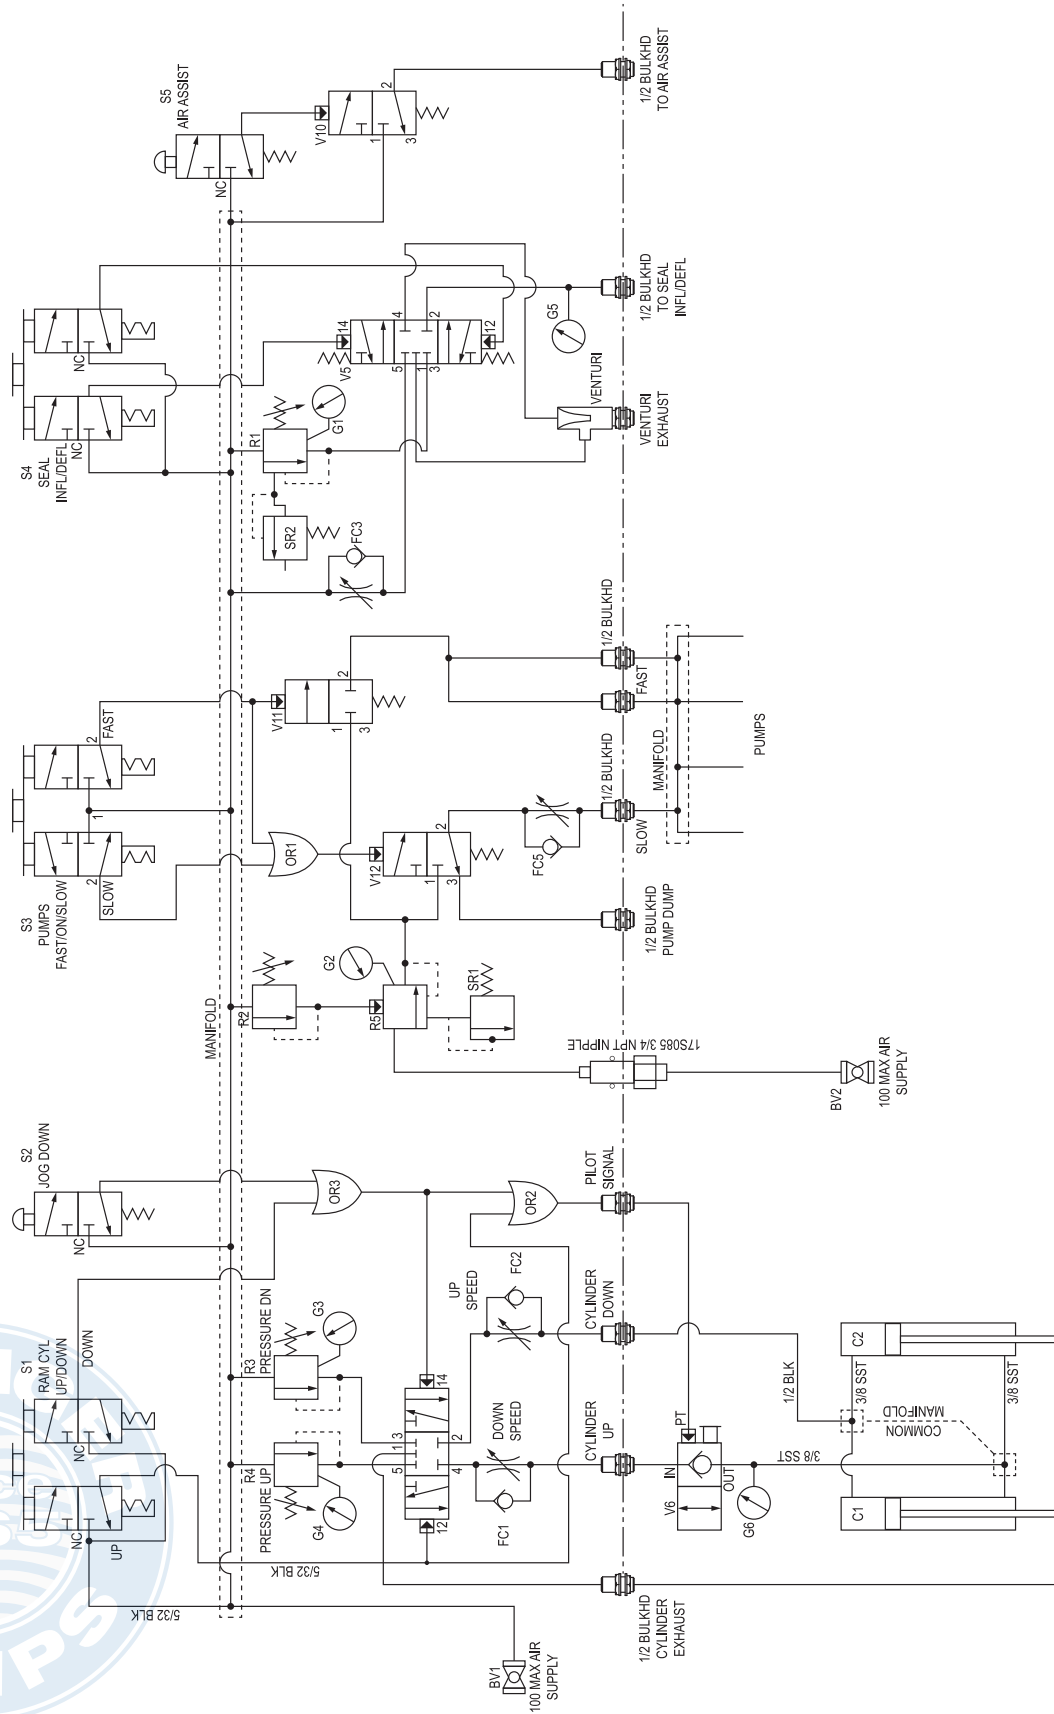 S5
AIR ASSIST
NC
V10
1
2
3
1/2 BULKHD
TO AIR ASSIST
S4
SEAL
INFL/DEFL
NC
NC
R1
G1
SR2
FC3
V5
14
12
5
1
3
4
2
G5
VENTURI
1/2 BULKHD
TO SEAL
INFL/DEFL
VENTURI
EXHAUST
S3
PUMPS
FAST/ON/SLOW
2
SLOW
1
2
FAST
OR1
V11
1
2
3
V12
1
2
3
FC5
1/2 BULKHD
FAST
1/2 BULKHD
SLOW
MANIFOLD
PUMPS
1/2 BULKHD
PUMP DUMP
MANIFOLD
R2
G2
R5
SR1
17S085 3/4 NPT NIPPLE
BV2
100 MAX AIR
SUPPLY
S2
JOG DOWN
NC
OR3
OR2
PILOT
SIGNAL
S1
RAM CYL
UP/DOWN
DOWN
NC
NC
UP
5/32 BLK
5/32 BLK
R3
PRESSURE DN
G3
R4
PRESSURE UP
G4
14
12
3
1
5
2
4
UP
SPEED
FC2
DOWN
SPEED
FC1
CYLINDER
DOWN
CYLINDER
UP
1/2 BULKHD
CYLINDER
EXHAUST
BV1
100 MAX AIR
SUPPLY
IN
PT
V6
OUT
G6
1/2 BLK
3/8 SST
3/8 SST
3/8 SST
COMMON
MANIFOLD
C1
C2
PS